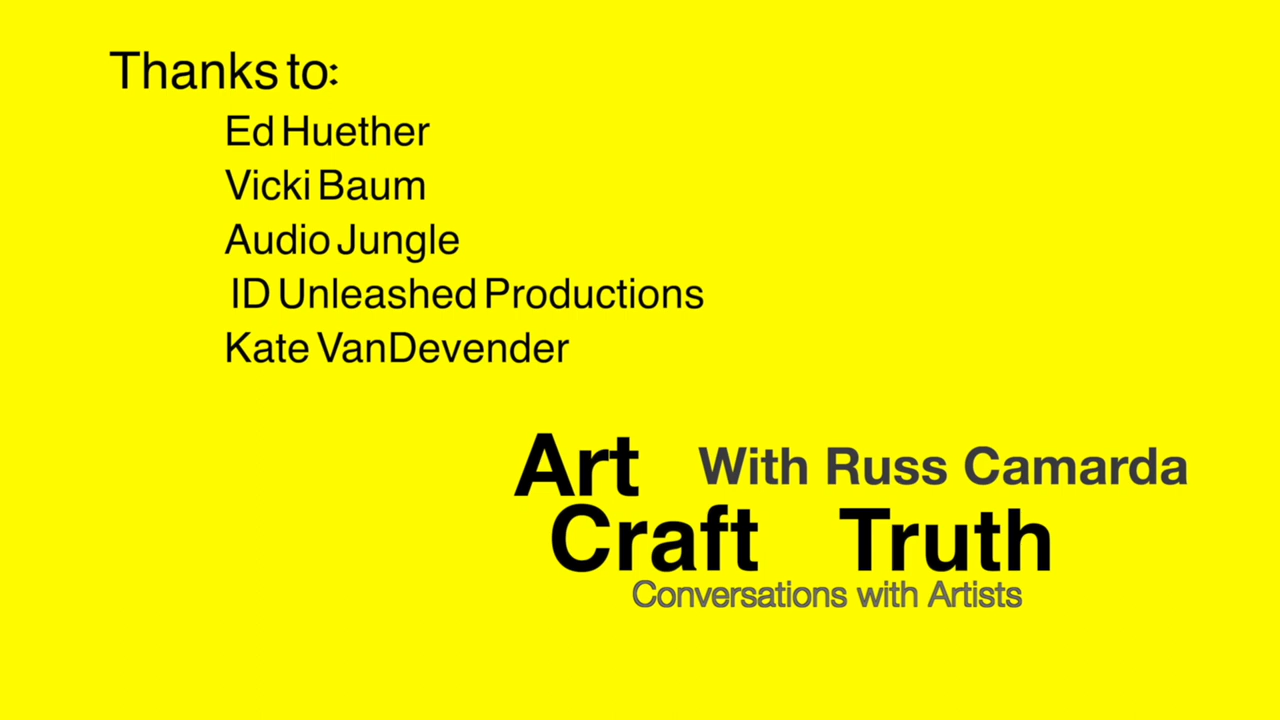 Thanks to:
Ed Huether
Vicki Baum
Audio Jungle
ID Unleashed Productions
Kate VanDevender
Art With Russ Camarda
Craft Truth
Conversations with Artists